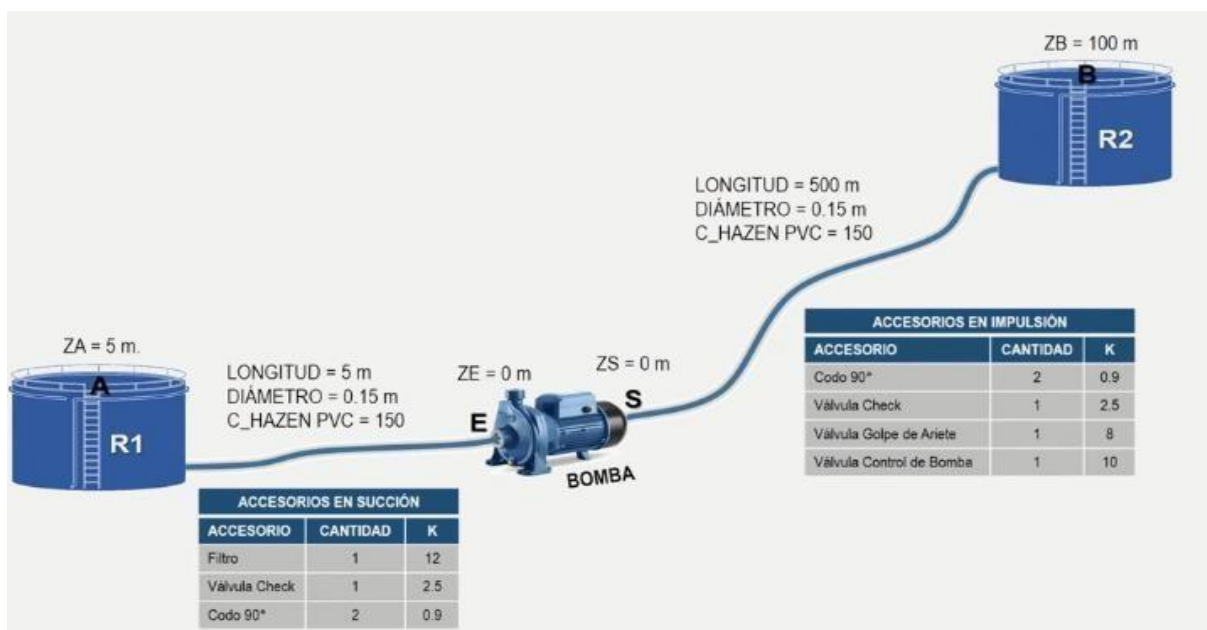 ZB = 100 m
B
R2
LONGITUD = 500 m
DIÁMETRO = 0.15 m
C_HAZEN PVC = 150
ZA = 5 m.
A
R1
LONGITUD = 5 m
DIÁMETRO = 0.15 m
C_HAZEN PVC = 150
ZE = 0 m
ZS = 0 m
E
S
BOMBA
ACCESORIOS EN IMPULSIÓN
ACCESORIO CANTIDAD K
Codo 90° 2 0.9
Válvula Check 1 2.5
Válvula Golpe de Ariete 1 8
Válvula Control de Bomba 1 10
ACCESORIOS EN SUCCIÓN
ACCESORIO CANTIDAD K
Filtro 1 12
Válvula Check 1 2.5
Codo 90° 2 0.9